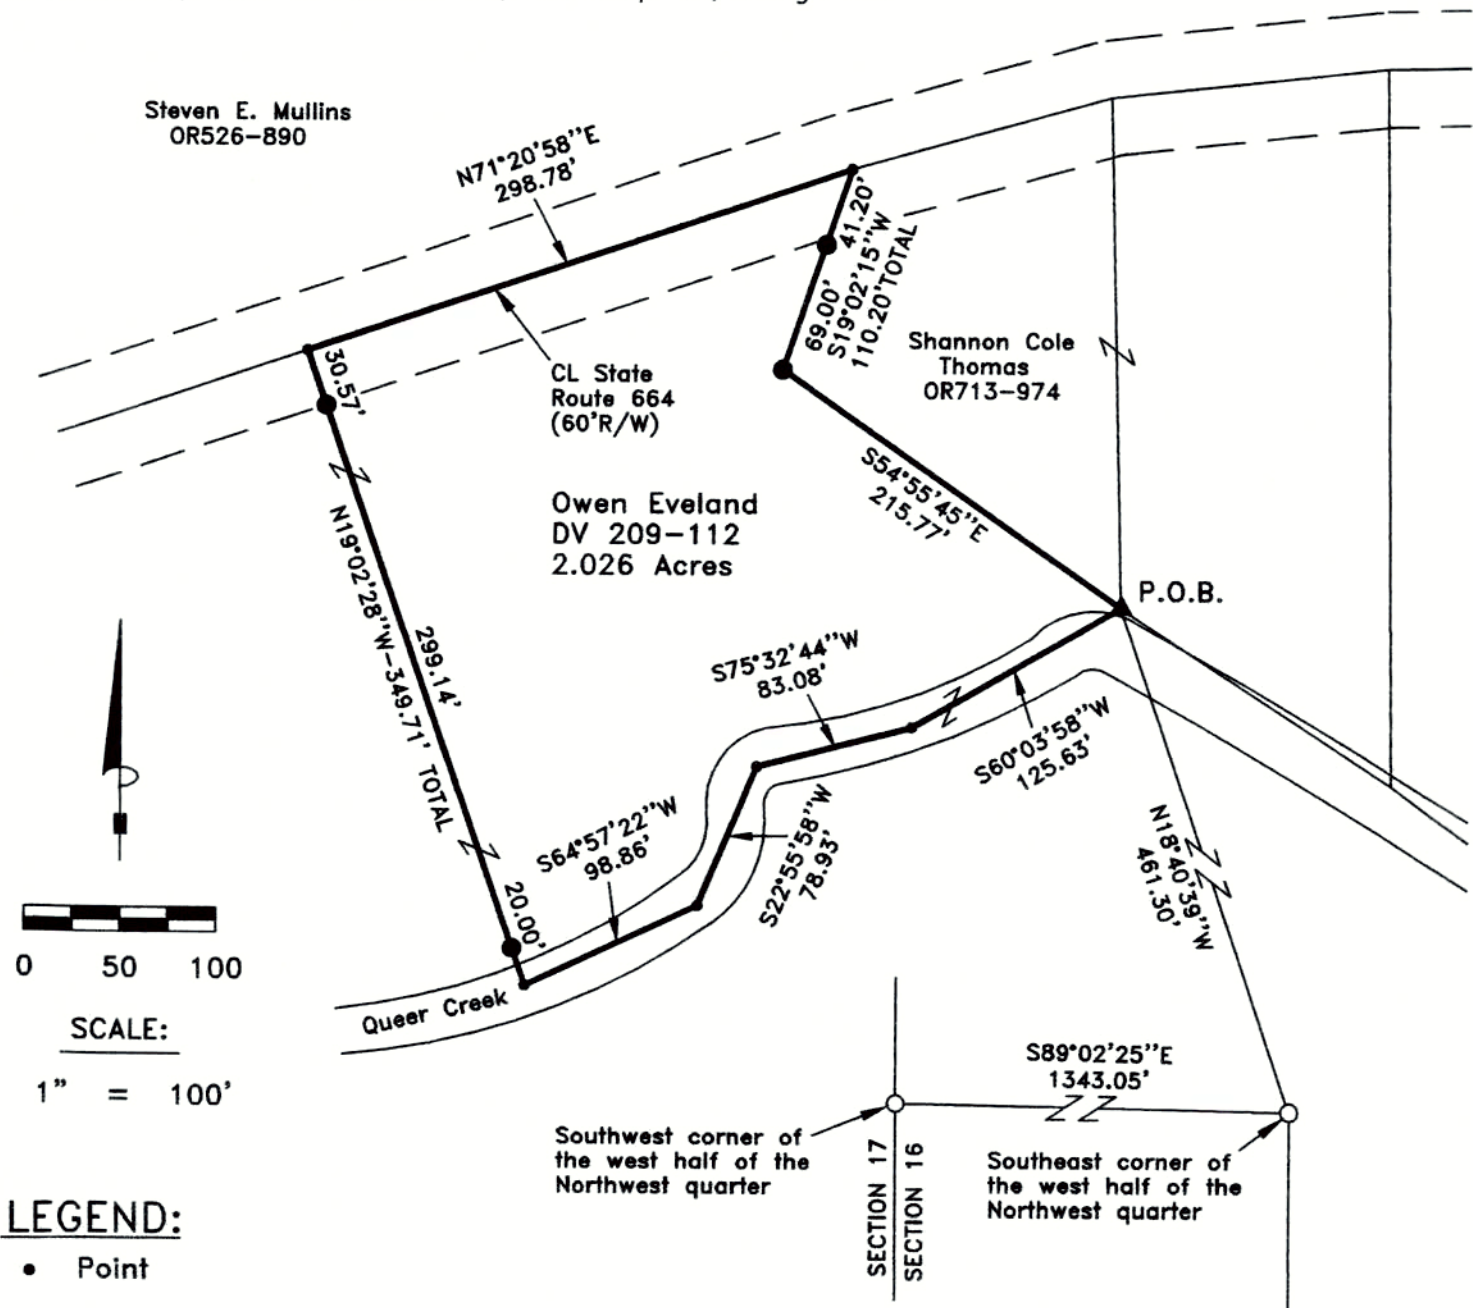 Steven E. Mullins
OR526-890
N71°20'58"E
298.78'
41.20'
S19°02'15"W
110.20'TOTAL
69.00'
30.57'
CL State
Route 664
(60'R/W)
Shannon Cole
Thomas
OR713-974
S54°55'45"E
215.77'
Owen Eveland
DV 209-112
2.026 Acres
P.O.B.
N19°02'28"W-349.71' TOTAL
299.14'
S75°32'44"W
83.08'
S60°03'58"W
125.63'
S64°57'22"W
98.86'
S22°55'58"W
78.93'
N18°40'39"W
461.30'
20.00'
Queer Creek
0 50 100
SCALE:
1" = 100'
S89°02'25"E
1343.05'
Southwest corner of
the west half of the
Northwest quarter
SECTION 17
SECTION 16
Southeast corner of
the west half of the
Northwest quarter
LEGEND:
• Point